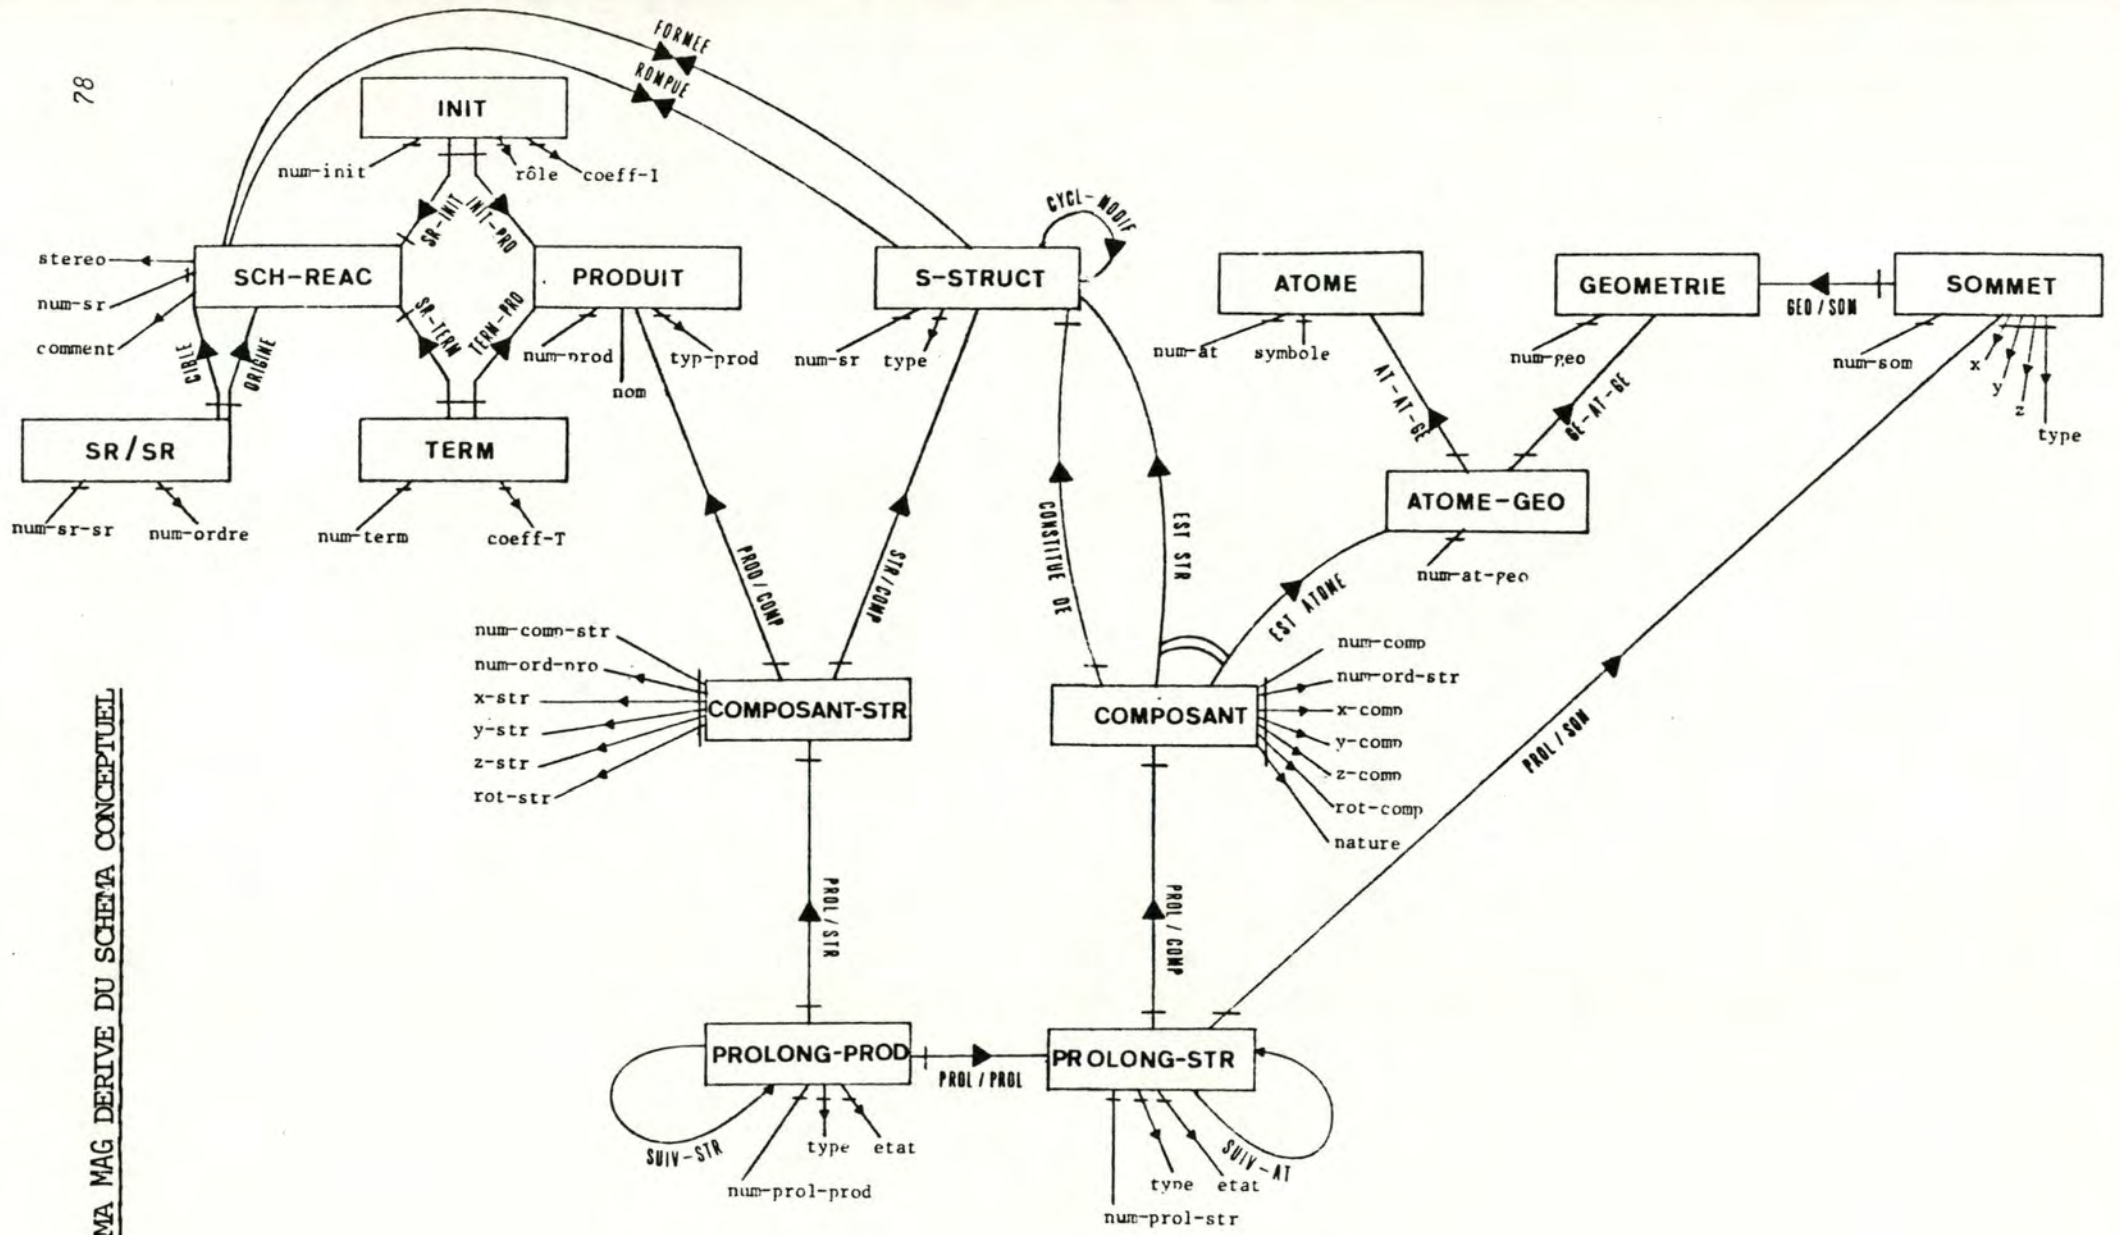 78
FORMEE
ROMPUE
INIT
num-init
rôle
coeff-I
SR-INIT
INIT-PRO
CYCL-MODIF
stereo
num-sr
comment
SCH-REAC
PRODUIT
S-STRUCT
ATOME
GEOMETRIE
SOMMET
GEO/SOM
CIBLE
ORIGINE
SR-TERM
TERM-PRO
num-prod
nom
typ-prod
num-sr
type
num-at
symbole
num-geo
num-som
x
y
z
type
AT-AT-GE
GE-AT-GE
SR/SR
TERM
ATOME-GEO
num-sr-sr
num-ordre
num-term
coeff-T
num-at-geo
PROD/COMP
STR/COMP
CONSTITUE DE
EST STR
EST ATOME
num-comp-str
num-ord-pro
x-str
y-str
z-str
rot-str
COMPOSANT-STR
COMPOSANT
num-comp
num-ord-str
x-comp
y-comp
z-comp
rot-comp
nature
PROL/SOM
PROL/STR
PROL/COMP
PROLONG-PROD
PROL/PROL
PROLONG-STR
SUIV-STR
type
etat
num-prol-prod
SUIV-AT
type
etat
num-prol-str
MA MAG DERIVE DU SCHEMA CONCEPTUEL